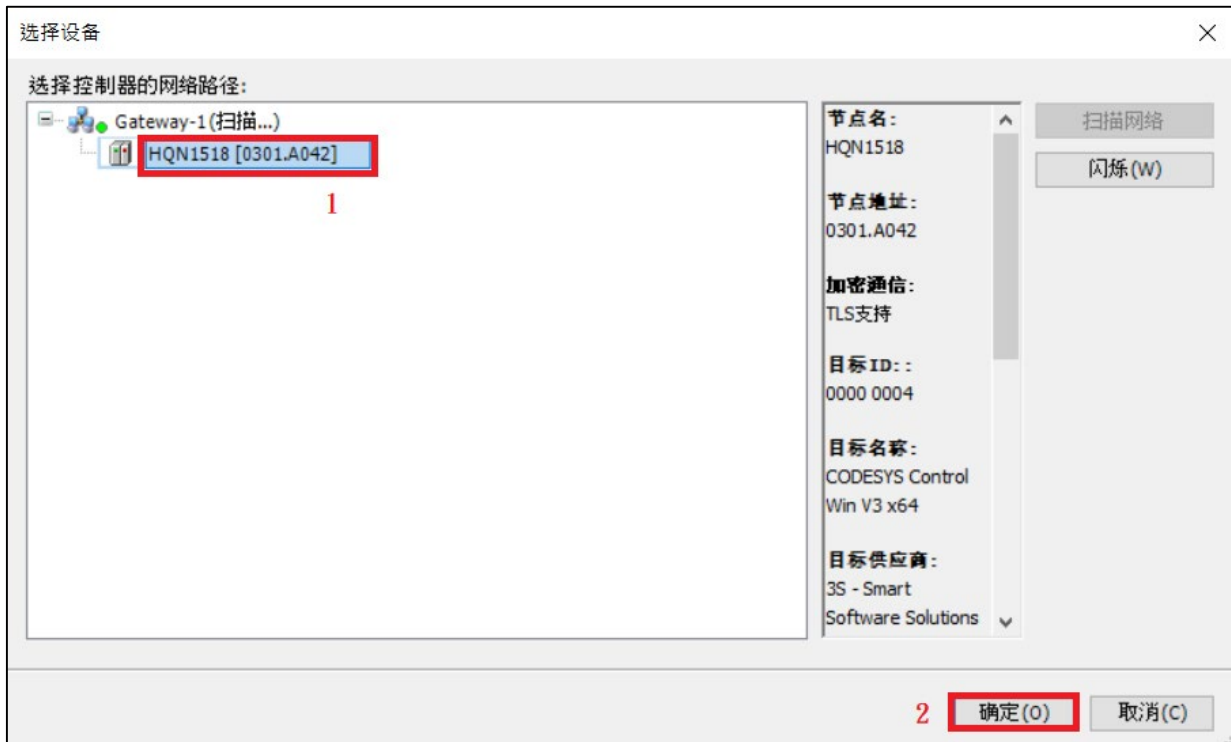 选择设备
选择控制器的网络路径:
Gateway-1(扫描...)
HQN1518 [0301.A042]
1
节点名:
HQN1518
节点地址:
0301.A042
加密通信:
TLS支持
目标ID::
0000 0004
目标名称:
CODESYS Control
Win V3 x64
目标供应商:
3S - Smart
Software Solutions
扫描网络
闪烁(W)
2
确定(O)
取消(C)